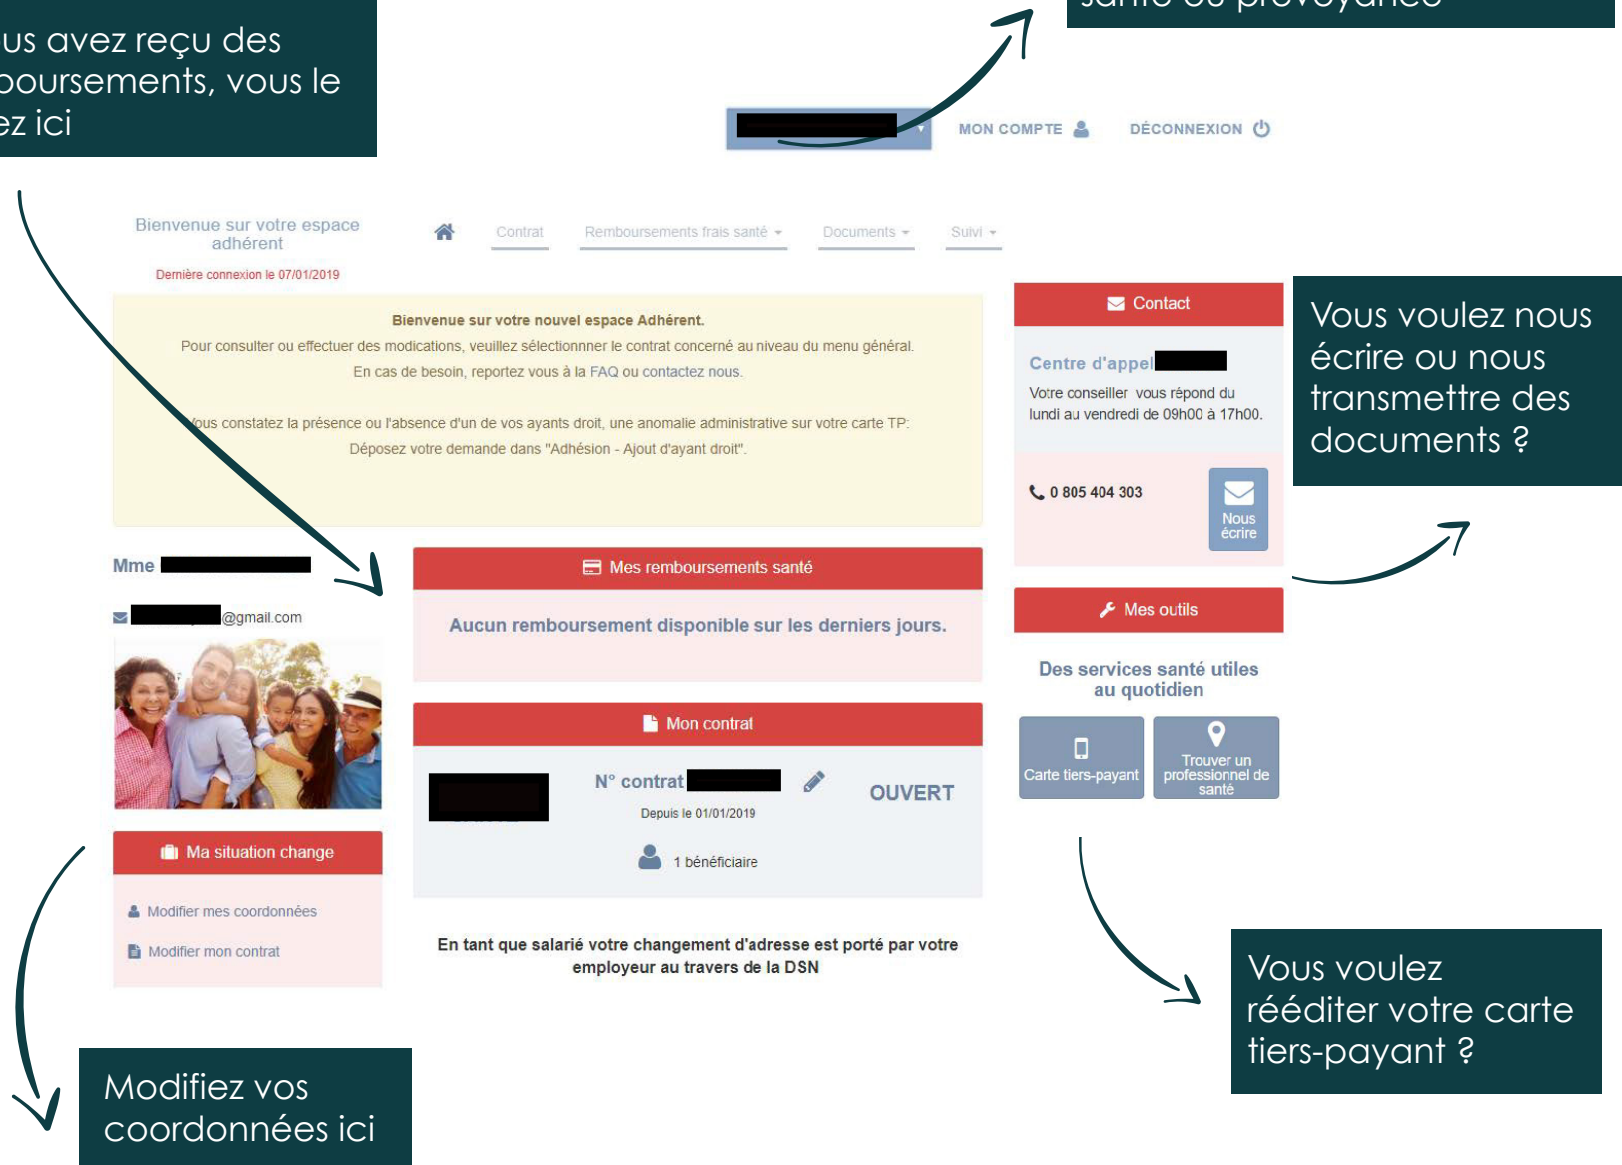 santé ou prévoyance
ous avez reçu des
boursements, vous le
ez ici
MON COMPTE
DÉCONNEXION
Bienvenue sur votre espace
adhérent
Dernière connexion le 07/01/2019
Contrat
Remboursements frais santé
Documents
Suivi
Bienvenue sur votre nouvel espace Adhérent.
Pour consulter ou effectuer des modications, veuillez sélectionnner le contrat concerné au niveau du menu général.
En cas de besoin, reportez vous à la FAQ ou contactez nous.
Vous constatez la présence ou l'absence d'un de vos ayants droit, une anomalie administrative sur votre carte TP:
Déposez votre demande dans "Adhésion - Ajout d'ayant droit".
Contact
Centre d'appel
Votre conseiller vous répond du
lundi au vendredi de 09h00 à 17h00.
0 805 404 303
Nous
écrire
Vous voulez nous
écrire ou nous
transmettre des
documents ?
Mme
@gmail.com
Mes remboursements santé
Aucun remboursement disponible sur les derniers jours.
Mon contrat
N° contrat
Depuis le 01/01/2019
1 bénéficiaire
OUVERT
Mes outils
Des services santé utiles
au quotidien
Carte tiers-payant
Trouver un
professionnel de
santé
Ma situation change
Modifier mes coordonnées
Modifier mon contrat
En tant que salarié votre changement d'adresse est porté par votre
employeur au travers de la DSN
Vous voulez
rééditer votre carte
tiers-payant ?
Modifiez vos
coordonnées ici